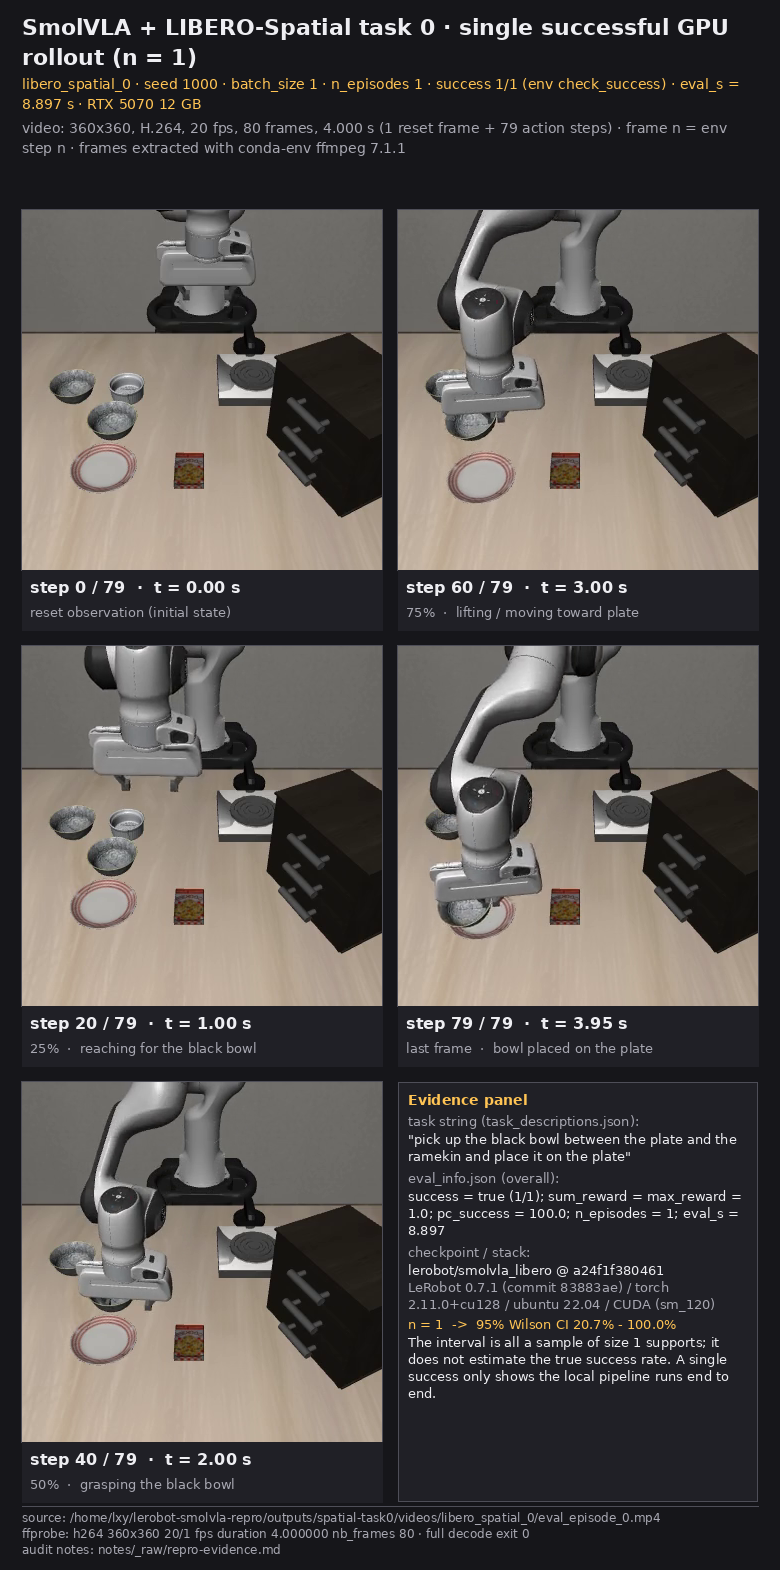 SmolVLA + LIBERO-Spatial task 0 · single successful GPU
rollout (n = 1)
libero_spatial_0 · seed 1000 · batch_size 1 · n_episodes 1 · success 1/1 (env check_success) · eval_s =
8.897 s · RTX 5070 12 GB
video: 360x360, H.264, 20 fps, 80 frames, 4.000 s (1 reset frame + 79 action steps) · frame n = env
step n · frames extracted with conda-env ffmpeg 7.1.1
step 0 / 79 · t = 0.00 s
reset observation (initial state)
step 60 / 79 · t = 3.00 s
75% · lifting / moving toward plate
step 20 / 79 · t = 1.00 s
25% · reaching for the black bowl
step 79 / 79 · t = 3.95 s
last frame · bowl placed on the plate
step 40 / 79 · t = 2.00 s
50% · grasping the black bowl
Evidence panel
task string (task_descriptions.json):
"pick up the black bowl between the plate and the
ramekin and place it on the plate"
eval_info.json (overall):
success = true (1/1); sum_reward = max_reward =
1.0; pc_success = 100.0; n_episodes = 1; eval_s =
8.897
checkpoint / stack:
lerobot/smolvla_libero @ a24f1f380461
LeRobot 0.7.1 (commit 83883ae) / torch
2.11.0+cu128 / ubuntu 22.04 / CUDA (sm_120)
n = 1 -> 95% Wilson CI 20.7% - 100.0%
The interval is all a sample of size 1 supports; it
does not estimate the true success rate. A single
success only shows the local pipeline runs end to
end.
source: /home/lxy/lerobot-smolvla-repro/outputs/spatial-task0/videos/libero_spatial_0/eval_episode_0.mp4
ffprobe: h264 360x360 20/1 fps duration 4.000000 nb_frames 80 · full decode exit 0
audit notes: notes/_raw/repro-evidence.md